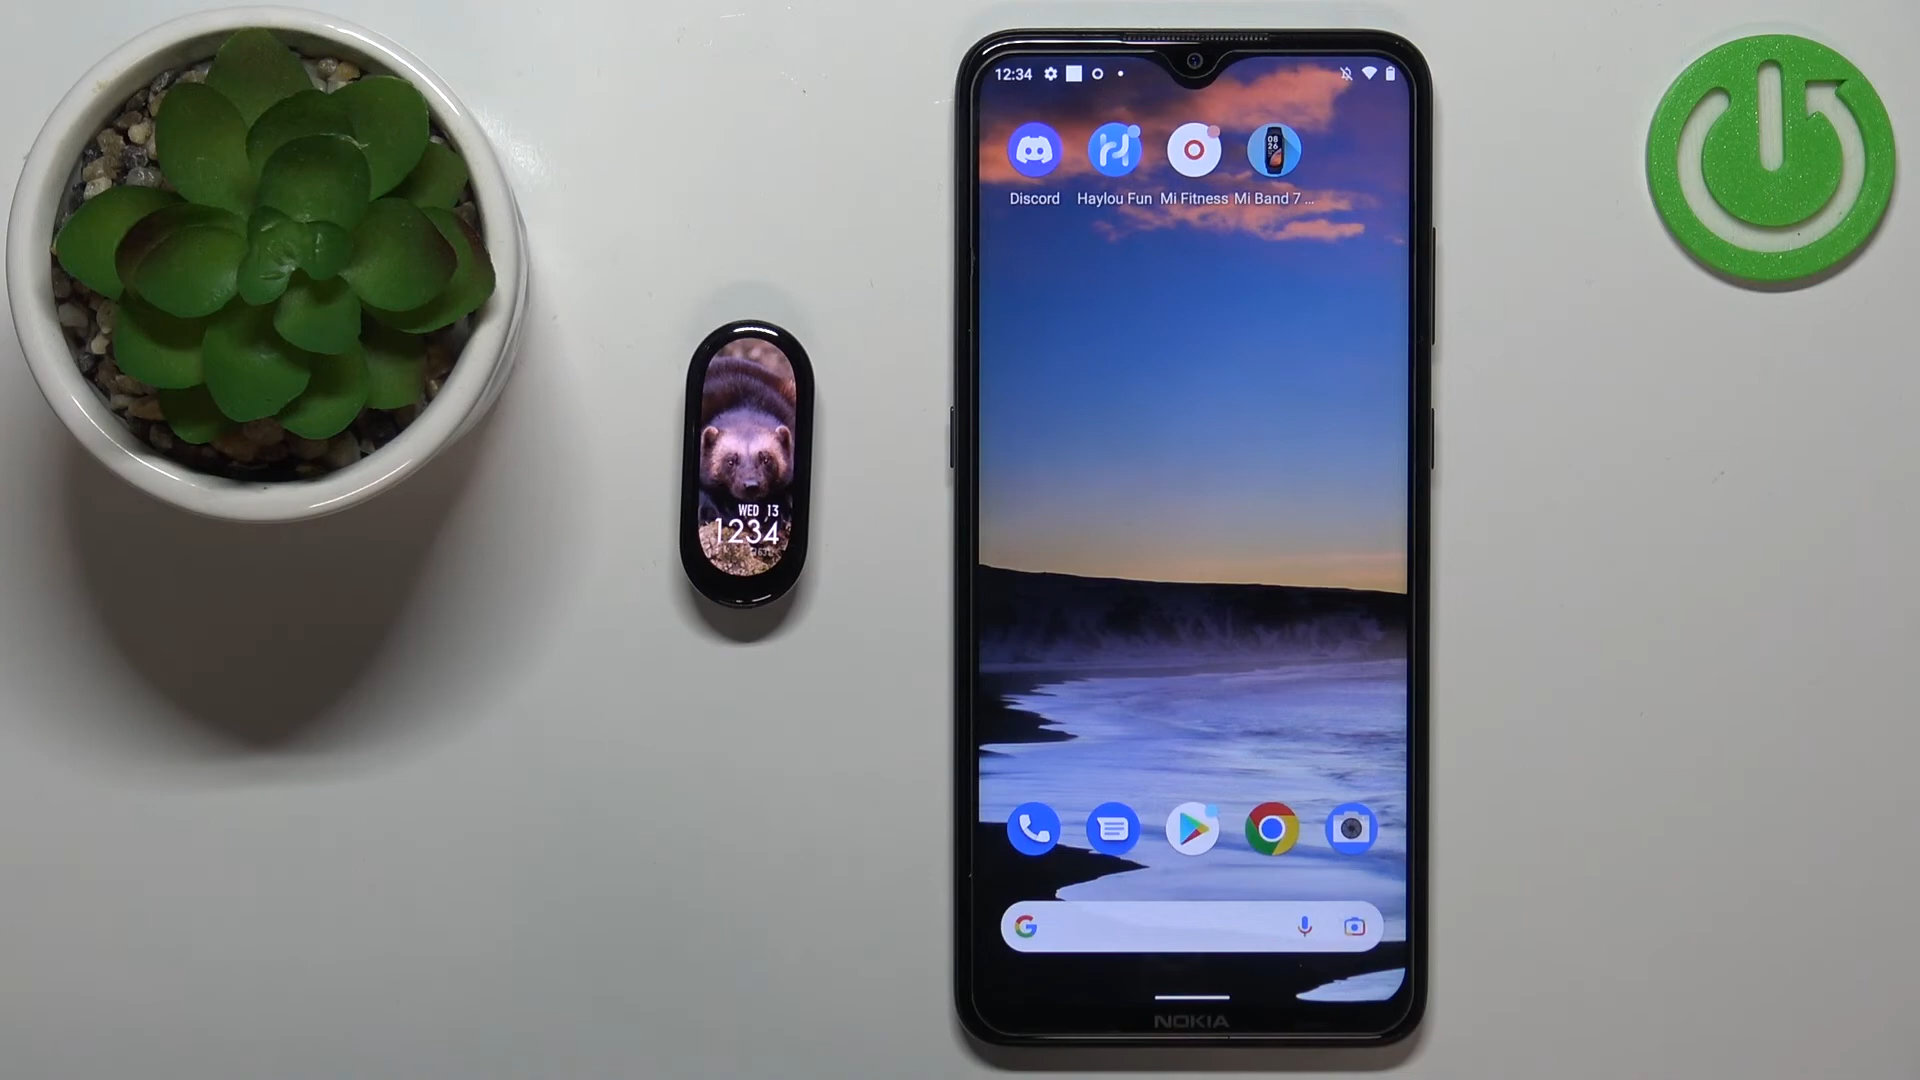 12:34
Discord
Haylou Fun
Mi Fitness
Mi Band 7 ...
WED 13
1234
NOKIA